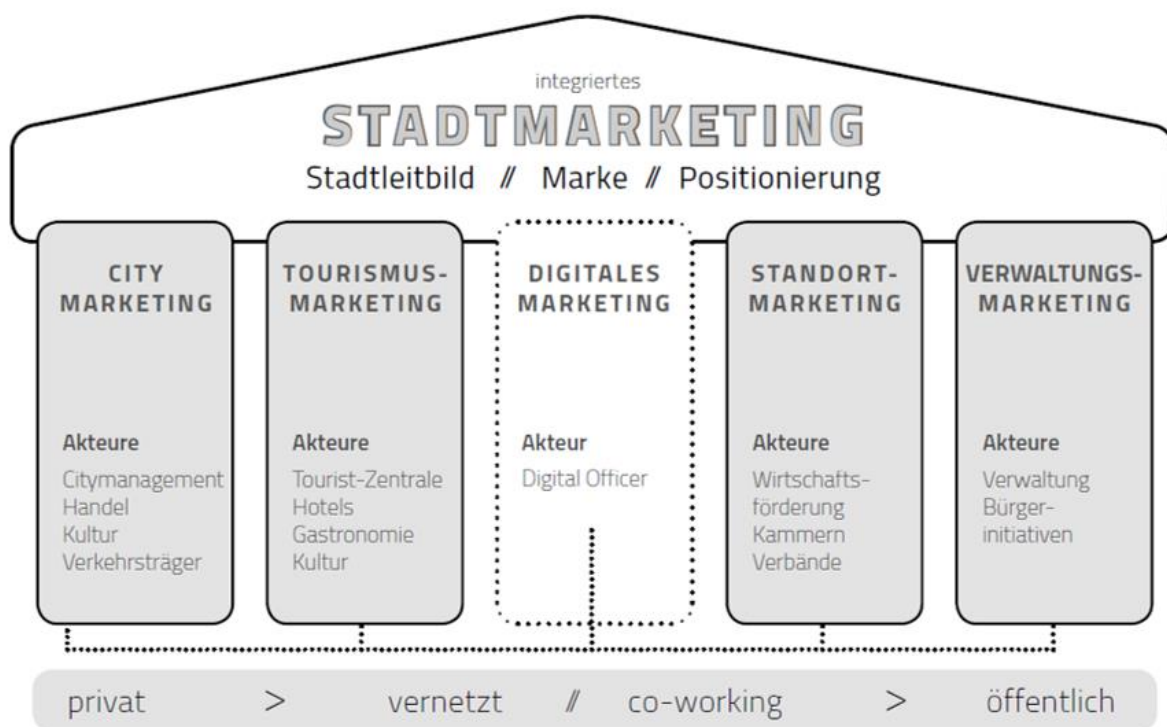 integriertes
STADTMARKETING
Stadtleitbild // Marke // Positionierung
CITY
MARKETING
Akteure
Citymanagement
Handel
Kultur
Verkehrsträger
TOURISMUS-
MARKETING
Akteure
Tourist-Zentrale
Hotels
Gastronomie
Kultur
DIGITALES
MARKETING
Akteur
Digital Officer
STANDORT-
MARKETING
Akteure
Wirtschafts-
förderung
Kammern
Verbände
VERWALTUNGS-
MARKETING
Akteure
Verwaltung
Bürger-
initiativen
privat > vernetzt // co-working > öffentlich